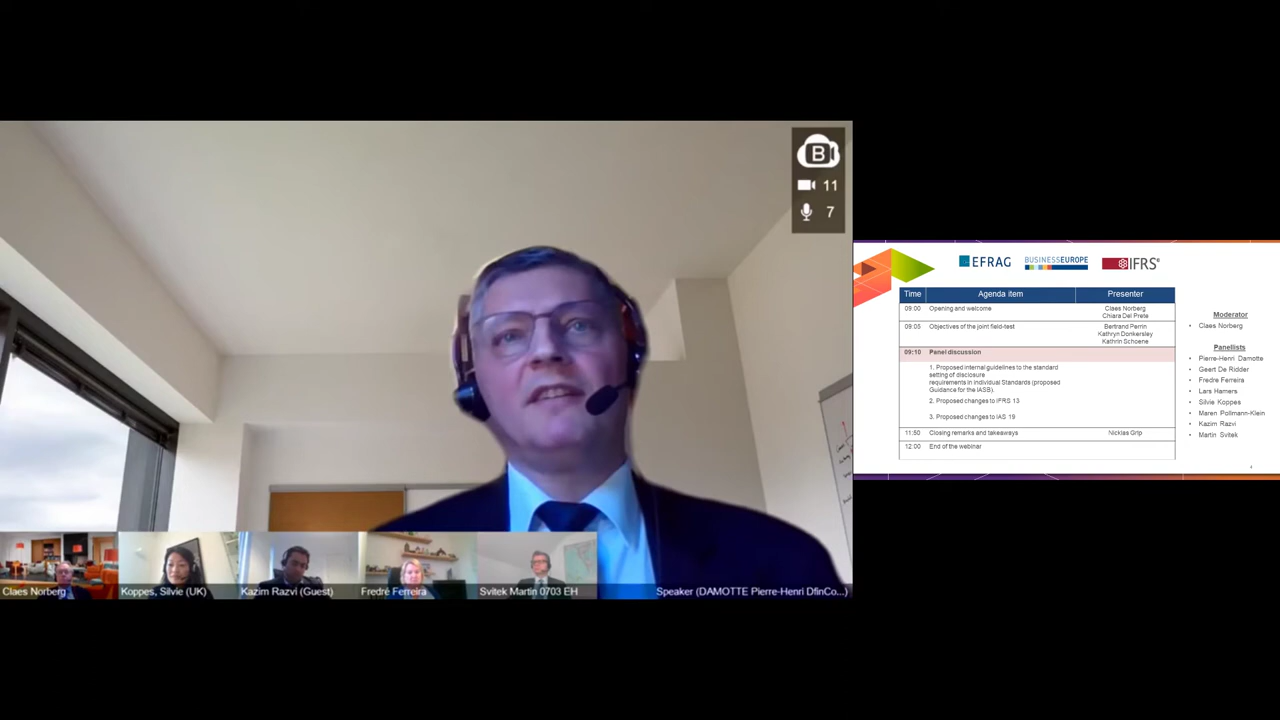 B
11
7
Claes Norberg
Koppes, Silvie (UK)
Kazim Razvi (Guest)
Fredré Ferreira
Svitek Martin 0703 EH
Speaker (DAMOTTE Pierre-Henri DfinCo...)
EFRAG
BUSINESSEUROPE
IFRS®
Time Agenda item Presenter
09:00 Opening and welcome Claes Norberg
Chiara Del Prete
09:05 Objectives of the joint field-test Bertrand Perrin
Kathryn Donkersley
Kathrin Schoene
09:10 Panel discussion
1. Proposed internal guidelines to the standard
setting of disclosure
requirements in individual Standards (proposed
Guidance for the IASB).
2. Proposed changes to IFRS 13
3. Proposed changes to IAS 19
11:50 Closing remarks and takeaways Nicklas Grip
12:00 End of the webinar
Moderator
• Claes Norberg
Panellists
• Pierre-Henri Damotte
• Geert De Ridder
• Fredre Ferreira
• Lars Hamers
• Silvie Koppes
• Maren Pollmann-Klein
• Kazim Razvi
• Martin Svitek